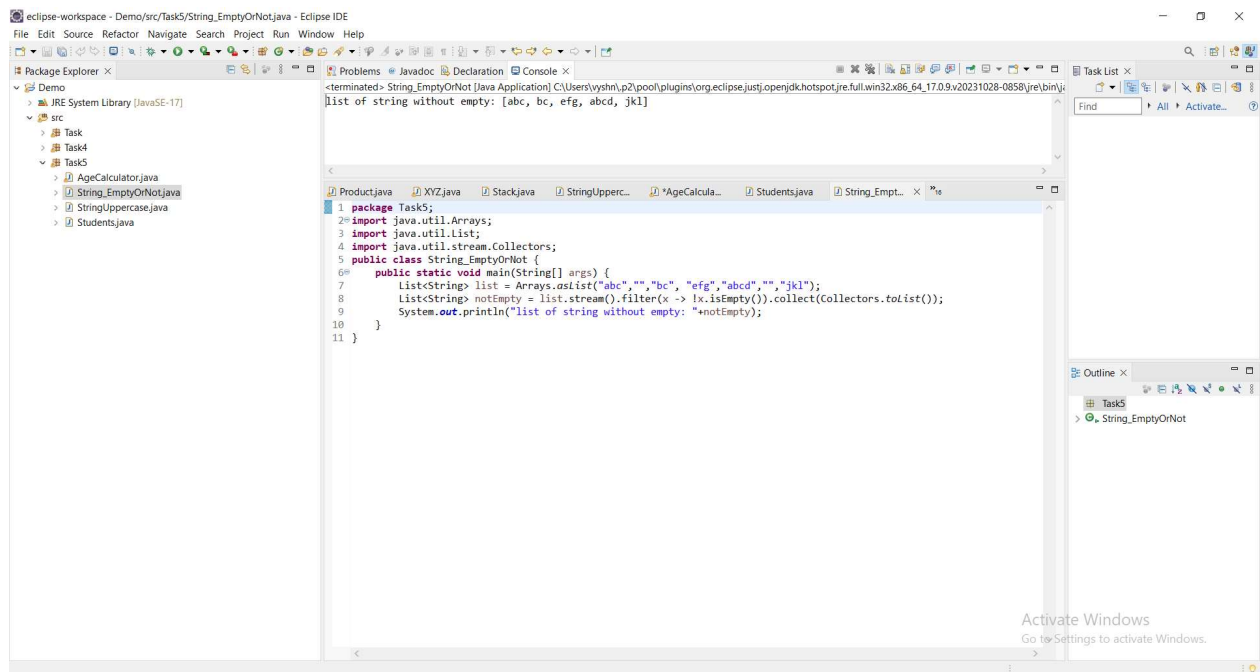 eclipse-workspace - Demo/src/Task5/String_EmptyOrNot.java - Eclipse IDE
File Edit Source Refactor Navigate Search Project Run Window Help
Package Explorer
Demo
JRE System Library [JavaSE-17]
src
Task
Task4
Task5
AgeCalculator.java
String_EmptyOrNot.java
StringUppercase.java
Students.java
Problems Javadoc Declaration Console
<terminated> String_EmptyOrNot [Java Application] C:\Users\vyshn\.p2\pool\plugins\org.eclipse.justj.openjdk.hotspot.jre.full.win32.x86_64_17.0.9.v20231028-0858\jre\bin\
list of string without empty: [abc, bc, efg, abcd, jkl]
Product.java XYZ.java Stack.java StringUpperc... *AgeCalcula... Students.java String_Empt... »16
1 package Task5;
2 import java.util.Arrays;
3 import java.util.List;
4 import java.util.stream.Collectors;
5 public class String_EmptyOrNot {
6     public static void main(String[] args) {
7         List<String> list = Arrays.asList("abc","","bc", "efg","abcd","","jkl");
8         List<String> notEmpty = list.stream().filter(x -> !x.isEmpty()).collect(Collectors.toList());
9         System.out.println("list of string without empty: "+notEmpty);
10     }
11 }
Task List
Find All Activate...
Outline
Task5
String_EmptyOrNot
Activate Windows
Go to Settings to activate Windows.